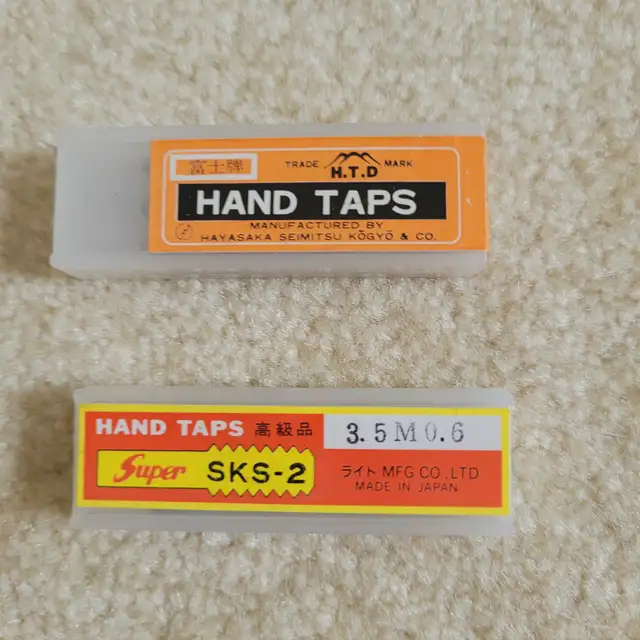 富士牌
TRADE H.T.D MARK
HAND TAPS
MANUFACTURED BY
HAYASAKA SEIMITSU KŌGYŌ & CO.
HAND TAPS 高級品 3.5M0.6
Super SKS-2 ライト MFG CO.,LTD
MADE IN JAPAN